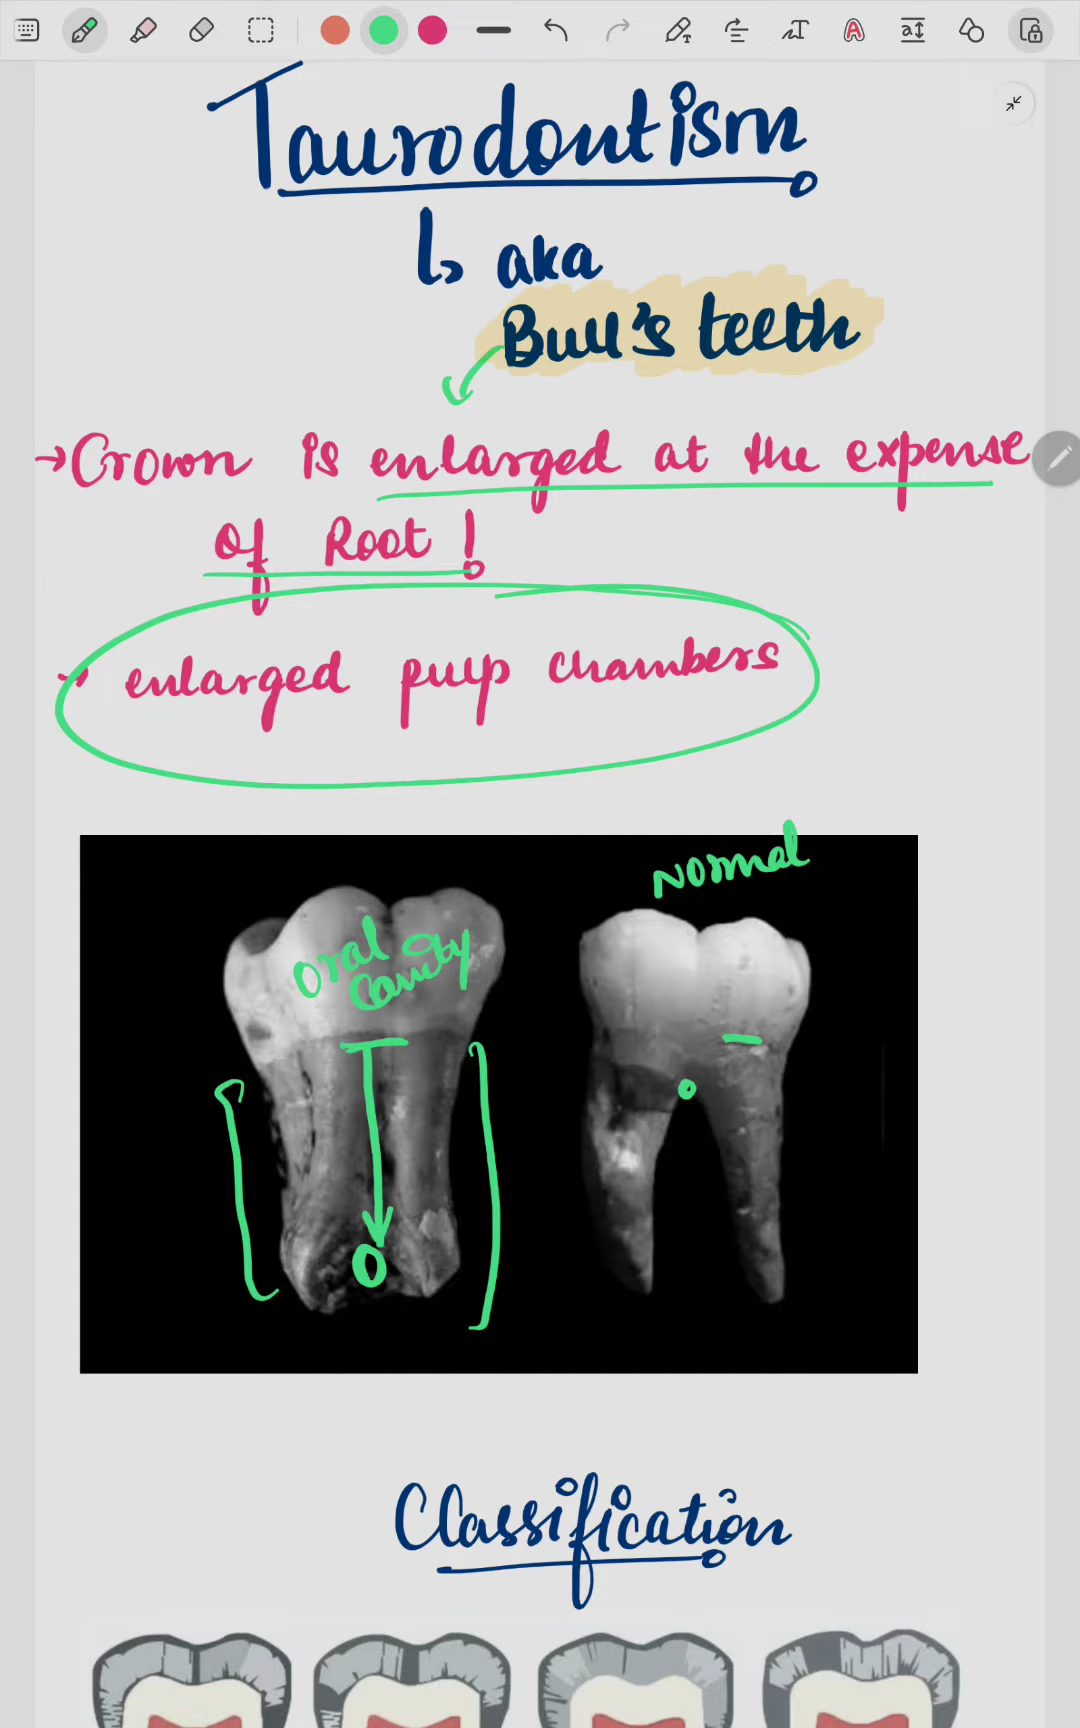 Taurodontism
↳ aka
Bull's teeth
→ Crown is enlarged at the expense
of Root !
→ enlarged pulp chambers
Normal
Oral cavity
Classification